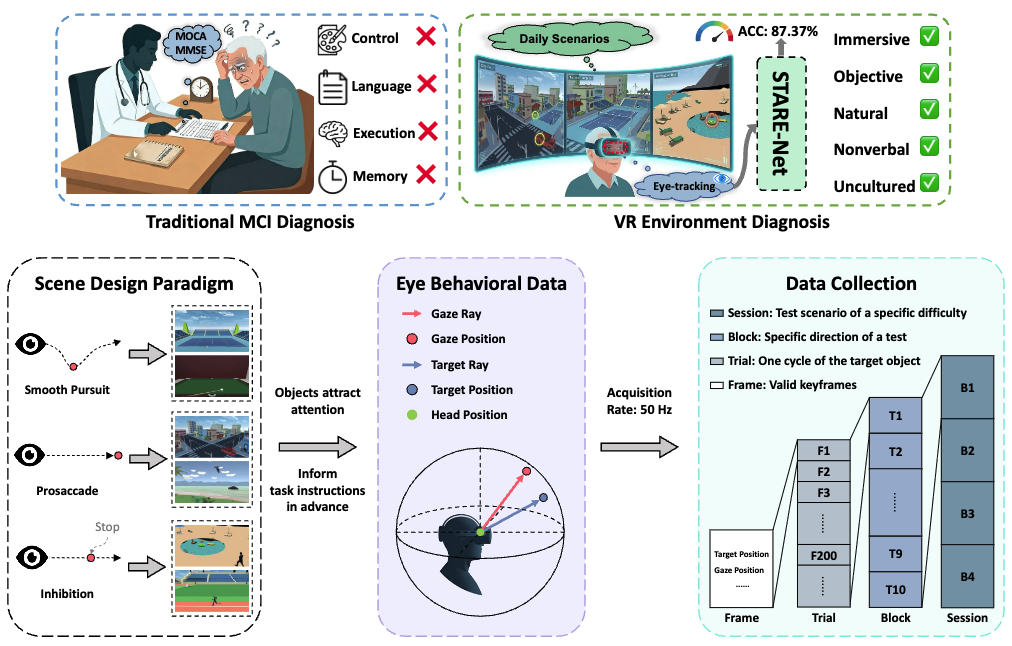 MOCA
MMSE
Control
Language
Execution
Memory
Traditional MCI Diagnosis
Daily Scenarios
Eye-tracking
STARE-Net
ACC: 87.37%
Immersive
Objective
Natural
Nonverbal
Uncultured
VR Environment Diagnosis
Scene Design Paradigm
Smooth Pursuit
Prosaccade
Stop
Inhibition
Objects attract
attention
Inform
task instructions
in advance
Eye Behavioral Data
Gaze Ray
Gaze Position
Target Ray
Target Position
Head Position
Acquisition
Rate: 50 Hz
Data Collection
Session: Test scenario of a specific difficulty
Block: Specific direction of a test
Trial: One cycle of the target object
Frame: Valid keyframes
Target Position
Gaze Position
......
Frame
F1
F2
F3
......
F200
......
Trial
T1
T2
......
T9
T10
Block
B1
B2
B3
B4
Session